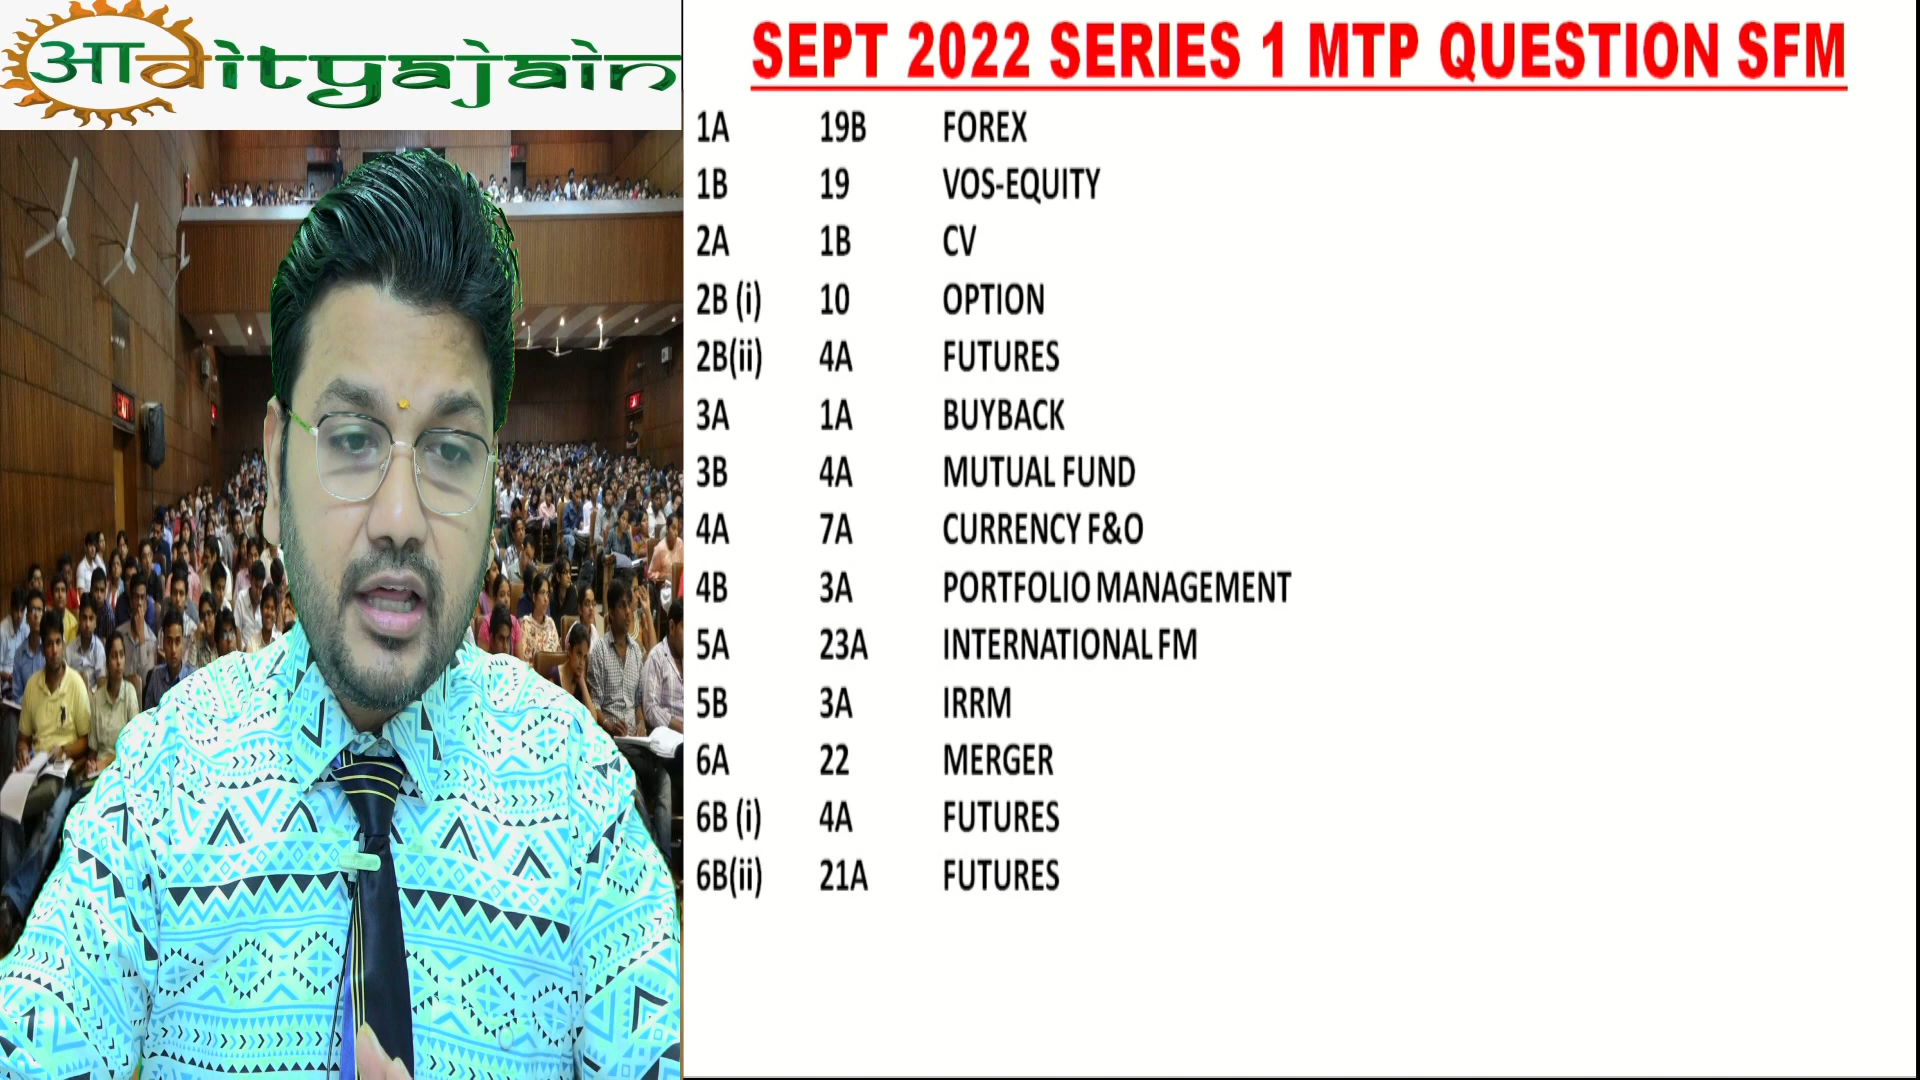 आdityajain
SEPT 2022 SERIES 1 MTP QUESTION SFM
1A 19B FOREX
1B 19 VOS-EQUITY
2A 1B CV
2B (i) 10 OPTION
2B(ii) 4A FUTURES
3A 1A BUYBACK
3B 4A MUTUAL FUND
4A 7A CURRENCY F&O
4B 3A PORTFOLIO MANAGEMENT
5A 23A INTERNATIONAL FM
5B 3A IRRM
6A 22 MERGER
6B (i) 4A FUTURES
6B(ii) 21A FUTURES